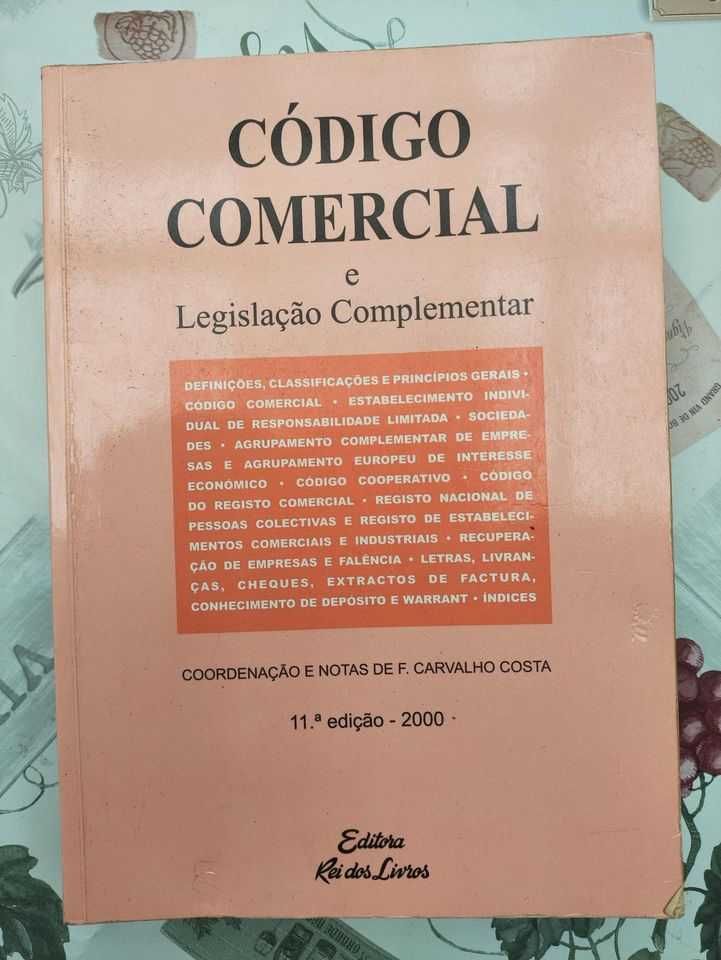 CÓDIGO
COMERCIAL
e
Legislação Complementar
DEFINIÇÕES, CLASSIFICAÇÕES E PRINCÍPIOS GERAIS •
CÓDIGO COMERCIAL • ESTABELECIMENTO INDIVI-
DUAL DE RESPONSABILIDADE LIMITADA • SOCIEDA-
DES • AGRUPAMENTO COMPLEMENTAR DE EMPRE-
SAS E AGRUPAMENTO EUROPEU DE INTERESSE
ECONÓMICO • CÓDIGO COOPERATIVO • CÓDIGO
DO REGISTO COMERCIAL • REGISTO NACIONAL DE
PESSOAS COLECTIVAS E REGISTO DE ESTABELECI-
MENTOS COMERCIAIS E INDUSTRIAIS • RECUPERA-
ÇÃO DE EMPRESAS E FALÊNCIA • LETRAS, LIVRAN-
ÇAS, CHEQUES, EXTRACTOS DE FACTURA,
CONHECIMENTO DE DEPÓSITO E WARRANT • ÍNDICES
COORDENAÇÃO E NOTAS DE F. CARVALHO COSTA
11.ª edição - 2000
Editora
Rei dos Livros
GRAND VIN DE